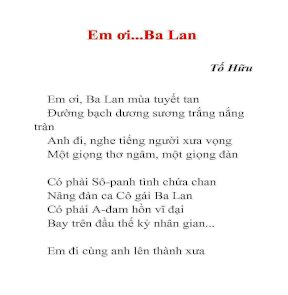 Em ơi...Ba Lan
Tố Hữu
Em ơi, Ba Lan mùa tuyết tan
Đường bạch dương sương trắng nắng
tràn
Anh đi, nghe tiếng người xưa vọng
Một giọng thơ ngâm, một giọng đàn
Có phải Sô-panh tình chứa chan
Nâng đàn ca Cô gái Ba Lan
Có phải A-đam hồn vĩ đại
Bay trên đầu thế kỷ nhân gian...
Em đi cùng anh lên thành xưa